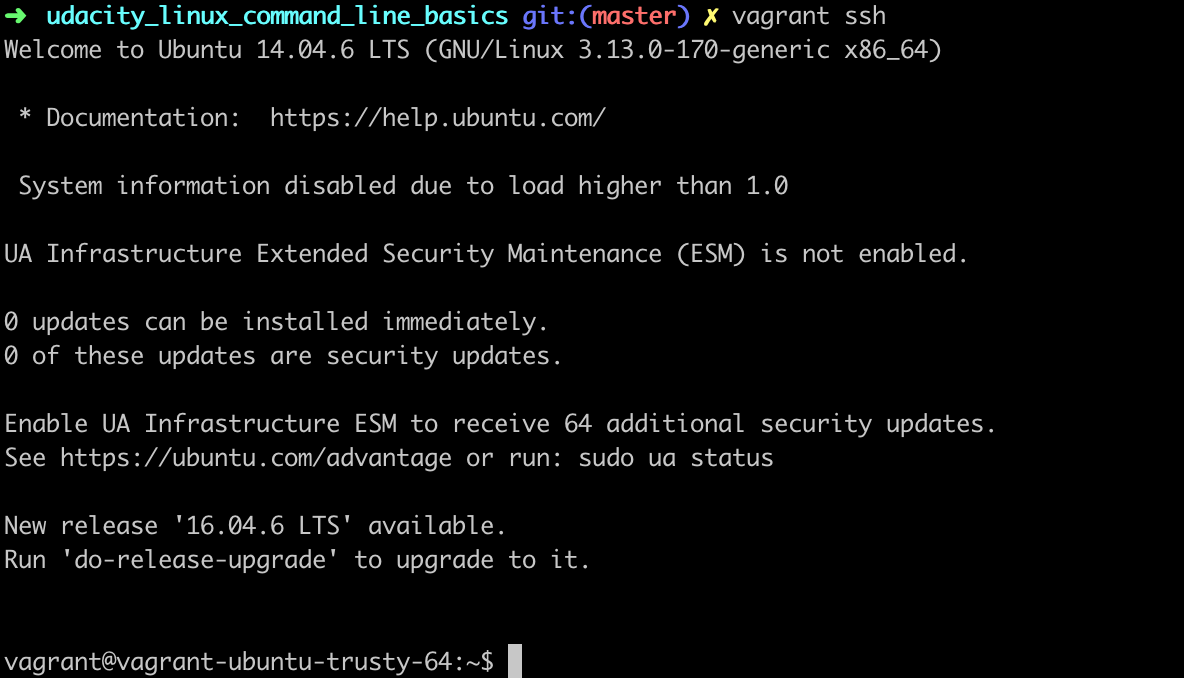 ➜ udacity_linux_command_line_basics git:(master) ✗ vagrant ssh
Welcome to Ubuntu 14.04.6 LTS (GNU/Linux 3.13.0-170-generic x86_64)
* Documentation:  https://help.ubuntu.com/
System information disabled due to load higher than 1.0
UA Infrastructure Extended Security Maintenance (ESM) is not enabled.
0 updates can be installed immediately.
0 of these updates are security updates.
Enable UA Infrastructure ESM to receive 64 additional security updates.
See https://ubuntu.com/advantage or run: sudo ua status
New release '16.04.6 LTS' available.
Run 'do-release-upgrade' to upgrade to it.
vagrant@vagrant-ubuntu-trusty-64:~$